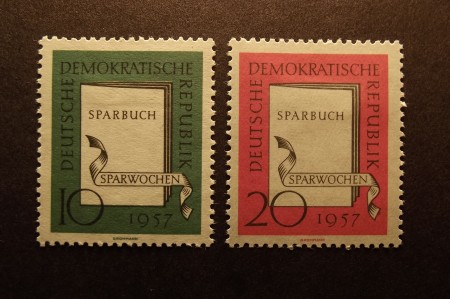 DEUTSCHE
DEMOKRATISCHE
REPUBLIK
SPARBUCH
SPARWOCHEN
10
1957
DEUTSCHE
DEMOKRATISCHE
REPUBLIK
SPARBUCH
SPARWOCHEN
20
1957